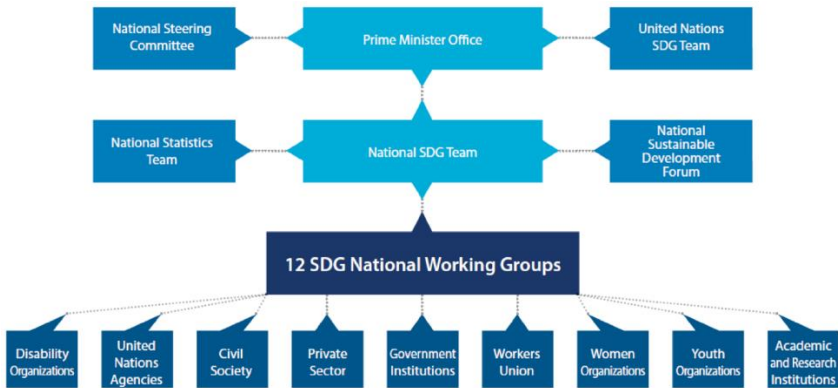 National Steering
Committee
Prime Minister Office
United Nations
SDG Team
National Statistics
Team
National SDG Team
National
Sustainable
Development
Forum
12 SDG National Working Groups
Disability
Organizations
United
Nations
Agencies
Civil
Society
Private
Sector
Government
Institutions
Workers
Union
Women
Organizations
Youth
Organizations
Academic
and Research
Institutions